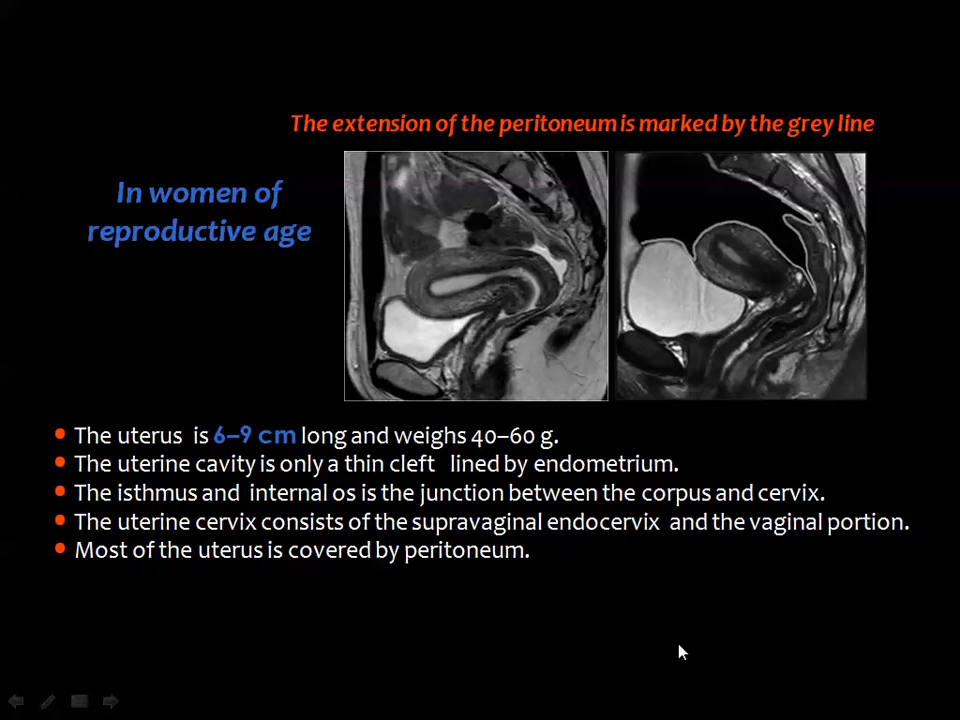 The extension of the peritoneum is marked by the grey line
In women of
reproductive age
The uterus is 6–9 cm long and weighs 40–60 g.
The uterine cavity is only a thin cleft lined by endometrium.
The isthmus and internal os is the junction between the corpus and cervix.
The uterine cervix consists of the supravaginal endocervix and the vaginal portion.
Most of the uterus is covered by peritoneum.